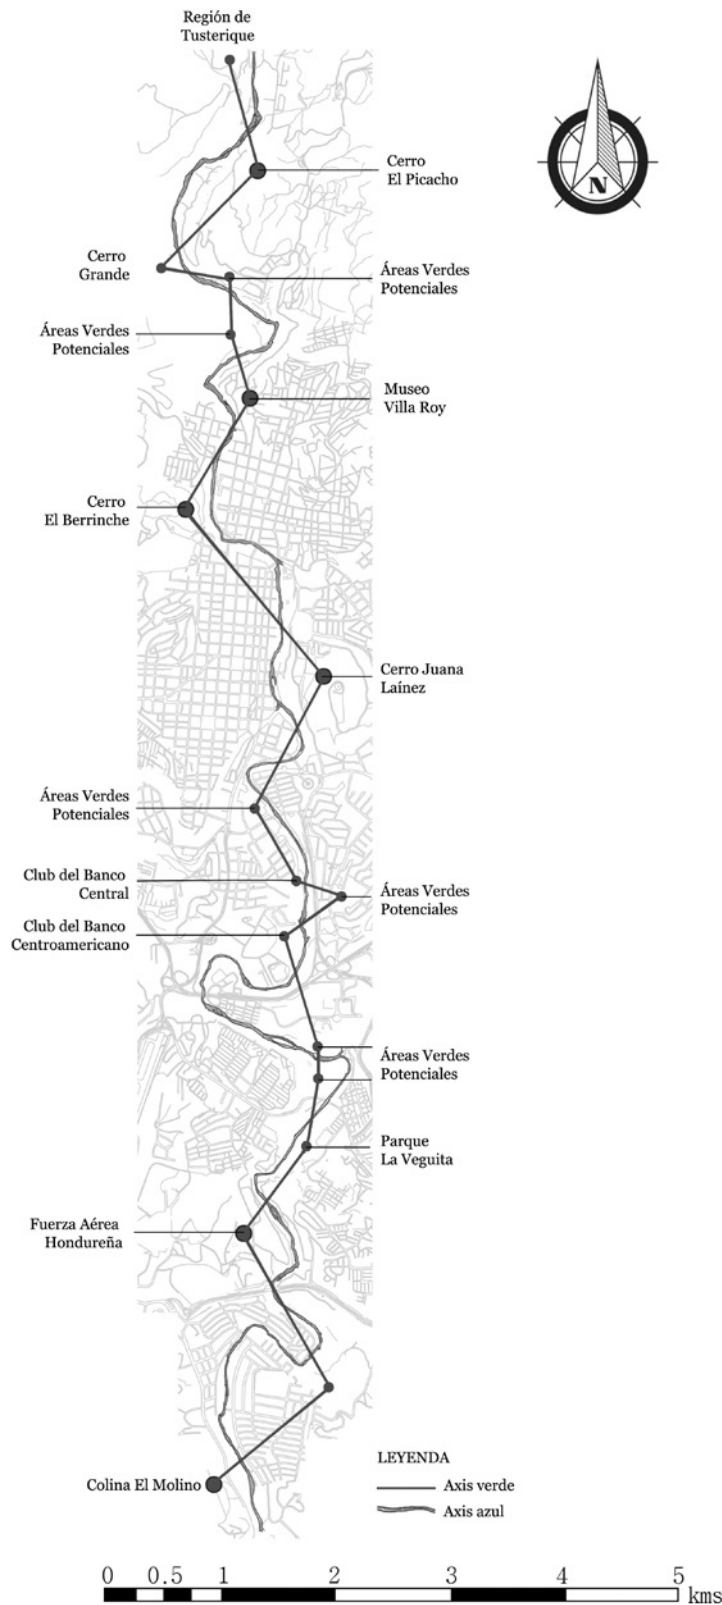 Región de
Tusterique
Cerro
El Picacho
N
Cerro
Grande
Áreas Verdes
Potenciales
Áreas Verdes
Potenciales
Museo
Villa Roy
Cerro
El Berrinche
Cerro Juana
Laínez
Áreas Verdes
Potenciales
Club del Banco
Central
Áreas Verdes
Potenciales
Club del Banco
Centroamericano
Áreas Verdes
Potenciales
Parque
La Veguita
Fuerza Aérea
Hondureña
LEYENDA
Axis verde
Axis azul
Colina El Molino
0 0.5 1 2 3 4 5
kms